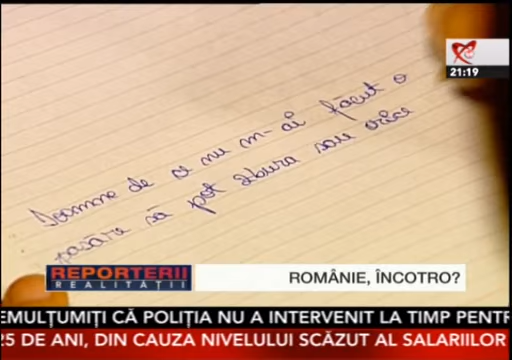 21:19
Doamne de ce nu m-ai făcut o
pasăre să pot zbura sau orice
REPORTERII
REALITĂȚII
ROMÂNIE, ÎNCOTRO?
EMULȚUMIȚI CĂ POLIȚIA NU A INTERVENIT LA TIMP PENTR
25 DE ANI, DIN CAUZA NIVELULUI SCĂZUT AL SALARIILOR